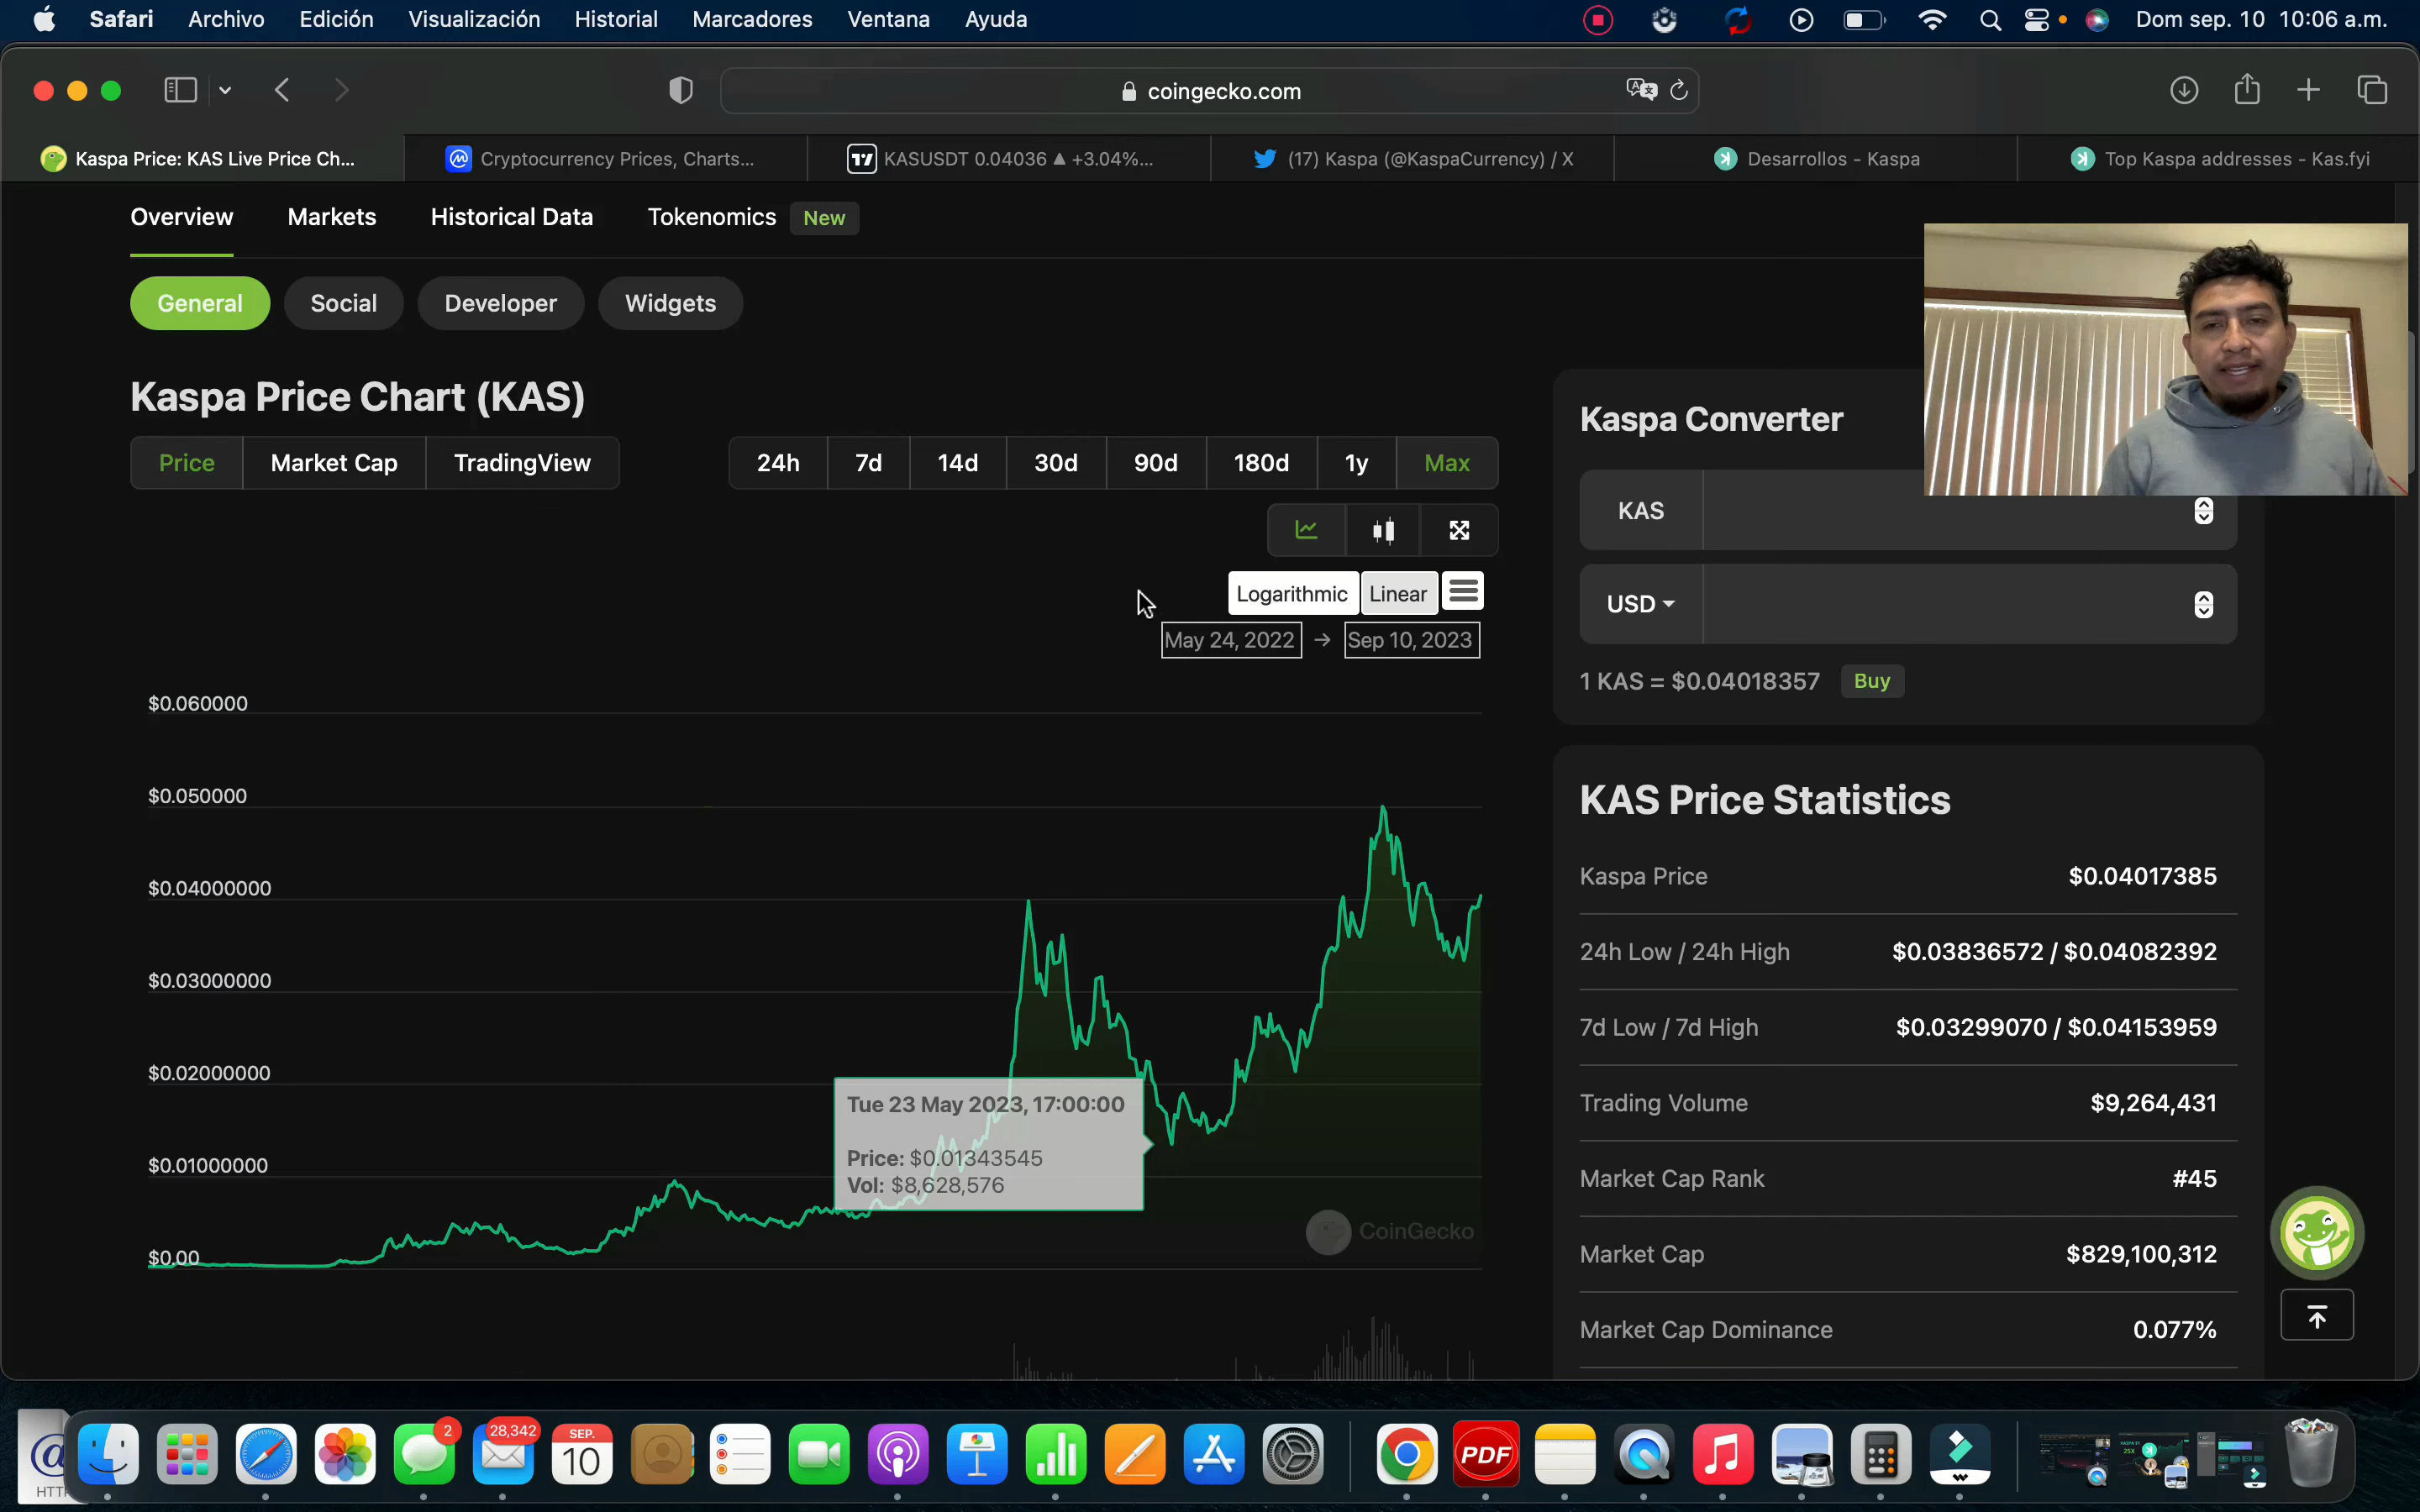 Safari Archivo Edición Visualización Historial Marcadores Ventana Ayuda Dom sep. 10 10:06 a.m.
coingecko.com
Kaspa Price: KAS Live Price Ch... Cryptocurrency Prices, Charts... KASUSDT 0.04036 ▲ +3.04%... (17) Kaspa (@KaspaCurrency) / X Desarrollos - Kaspa Top Kaspa addresses - Kas.fyi
Overview Markets Historical Data Tokenomics New
General Social Developer Widgets
Kaspa Price Chart (KAS)
Price Market Cap TradingView 24h 7d 14d 30d 90d 180d 1y Max
Logarithmic Linear
May 24, 2022 → Sep 10, 2023
$0.060000
$0.050000
$0.04000000
$0.03000000
$0.02000000
$0.01000000
$0.00
Tue 23 May 2023, 17:00:00
Price: $0.01343545
Vol: $8,628,576
CoinGecko
Kaspa Converter
KAS
USD
1 KAS = $0.04018357 Buy
KAS Price Statistics
Kaspa Price $0.04017385
24h Low / 24h High $0.03836572 / $0.04082392
7d Low / 7d High $0.03299070 / $0.04153959
Trading Volume $9,264,431
Market Cap Rank #45
Market Cap $829,100,312
Market Cap Dominance 0.077%
2 28,342 SEP. 10 PDF